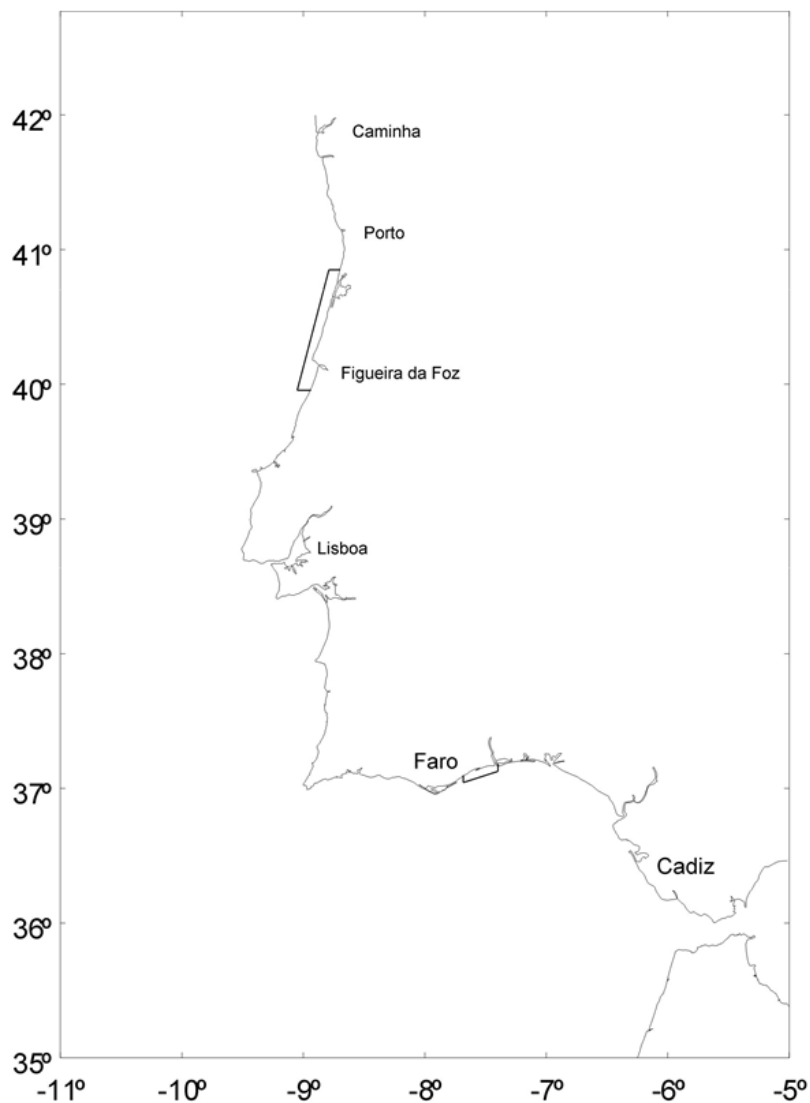 42º
Caminha
Porto
41º
Figueira da Foz
40º
39º
Lisboa
38º
Faro
37º
Cadiz
36º
35º
-11º -10º -9º -8º -7º -6º -5º